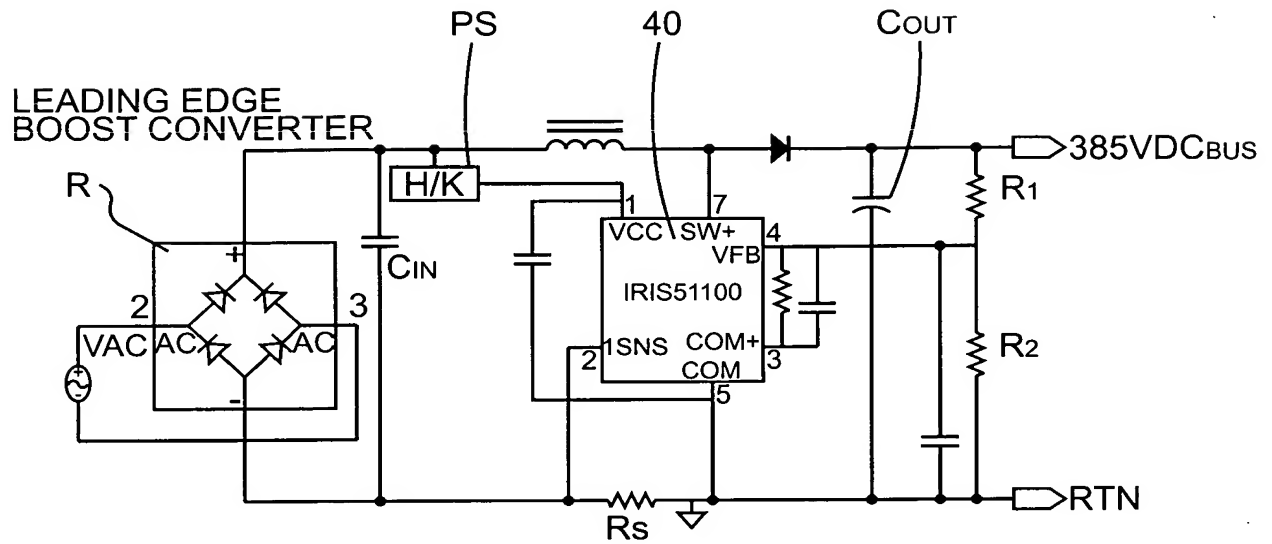 PS
40
COUT
LEADING EDGE
BOOST CONVERTER
385VDCBUS
R
H/K
R1
1
7
VCC
SW+
4
+
CIN
VFB
IRIS51100
2
3
VAC
AC
AC
1SNS
COM+
R2
2
3
COM
+
-
-
5
RS
RTN